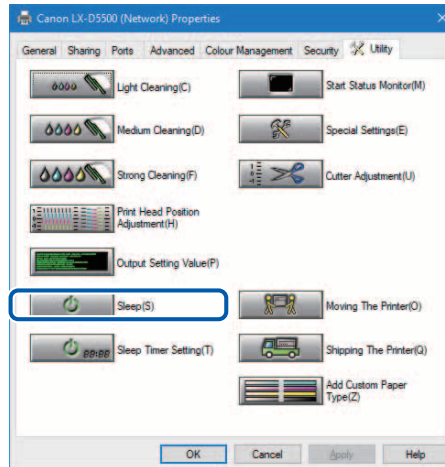 Canon LX-D5500 (Network) Properties
General Sharing Ports Advanced Colour Management Security Utility
Light Cleaning(C)
Start Status Monitor(M)
Medium Cleaning(D)
Special Settings(E)
Strong Cleaning(F)
Cutter Adjustment(U)
Print Head Position
Adjustment(H)
Output Setting Value(P)
Sleep(S)
Moving The Printer(O)
88:88
Sleep Timer Setting(T)
Shipping The Printer(Q)
Add Custom Paper
Type(Z)
OK Cancel Apply Help